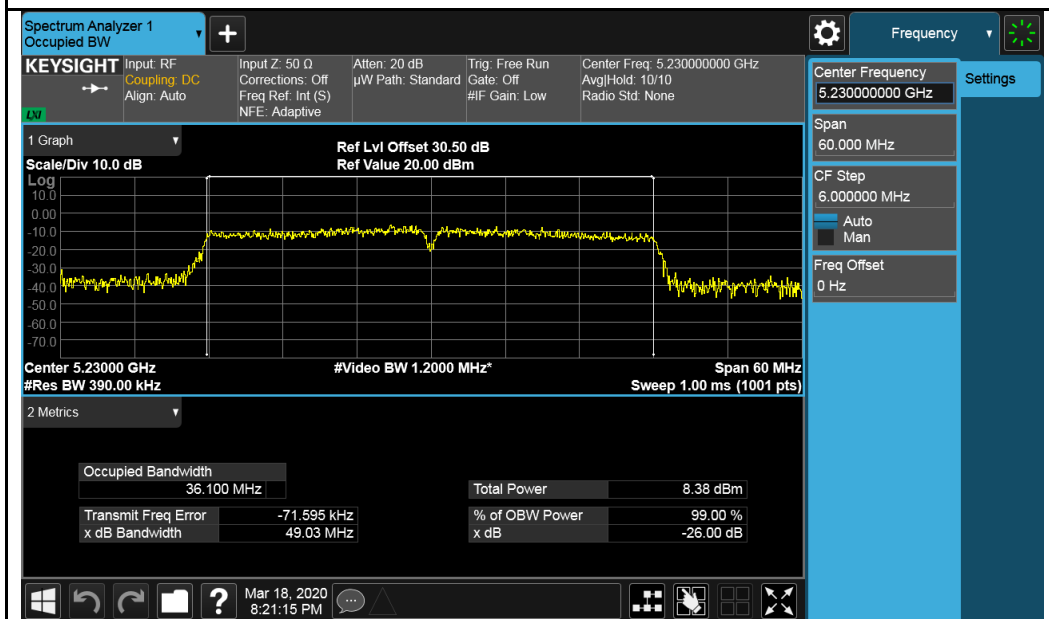 Spectrum Analyzer 1
Occupied BW
Frequency
KEYSIGHT
LXI
Input: RF
Coupling: DC
Align: Auto
Input Z: 50 Ω
Corrections: Off
Freq Ref: Int (S)
NFE: Adaptive
Atten: 20 dB
µW Path: Standard
Trig: Free Run
Gate: Off
#IF Gain: Low
Center Freq: 5.230000000 GHz
Avg|Hold: 10/10
Radio Std: None
Center Frequency
5.230000000 GHz
Settings
Span
60.000 MHz
CF Step
6.000000 MHz
Auto
Man
Freq Offset
0 Hz
1 Graph
Scale/Div 10.0 dB
Ref Lvl Offset 30.50 dB
Ref Value 20.00 dBm
Log
10.0
0.00
-10.0
-20.0
-30.0
-40.0
-50.0
-60.0
-70.0
Center 5.23000 GHz
#Video BW 1.2000 MHz*
Span 60 MHz
#Res BW 390.00 kHz
Sweep 1.00 ms (1001 pts)
2 Metrics
Occupied Bandwidth
36.100 MHz
Total Power 8.38 dBm
Transmit Freq Error -71.595 kHz
% of OBW Power 99.00 %
x dB Bandwidth 49.03 MHz
x dB -26.00 dB
?
Mar 18, 2020
8:21:15 PM